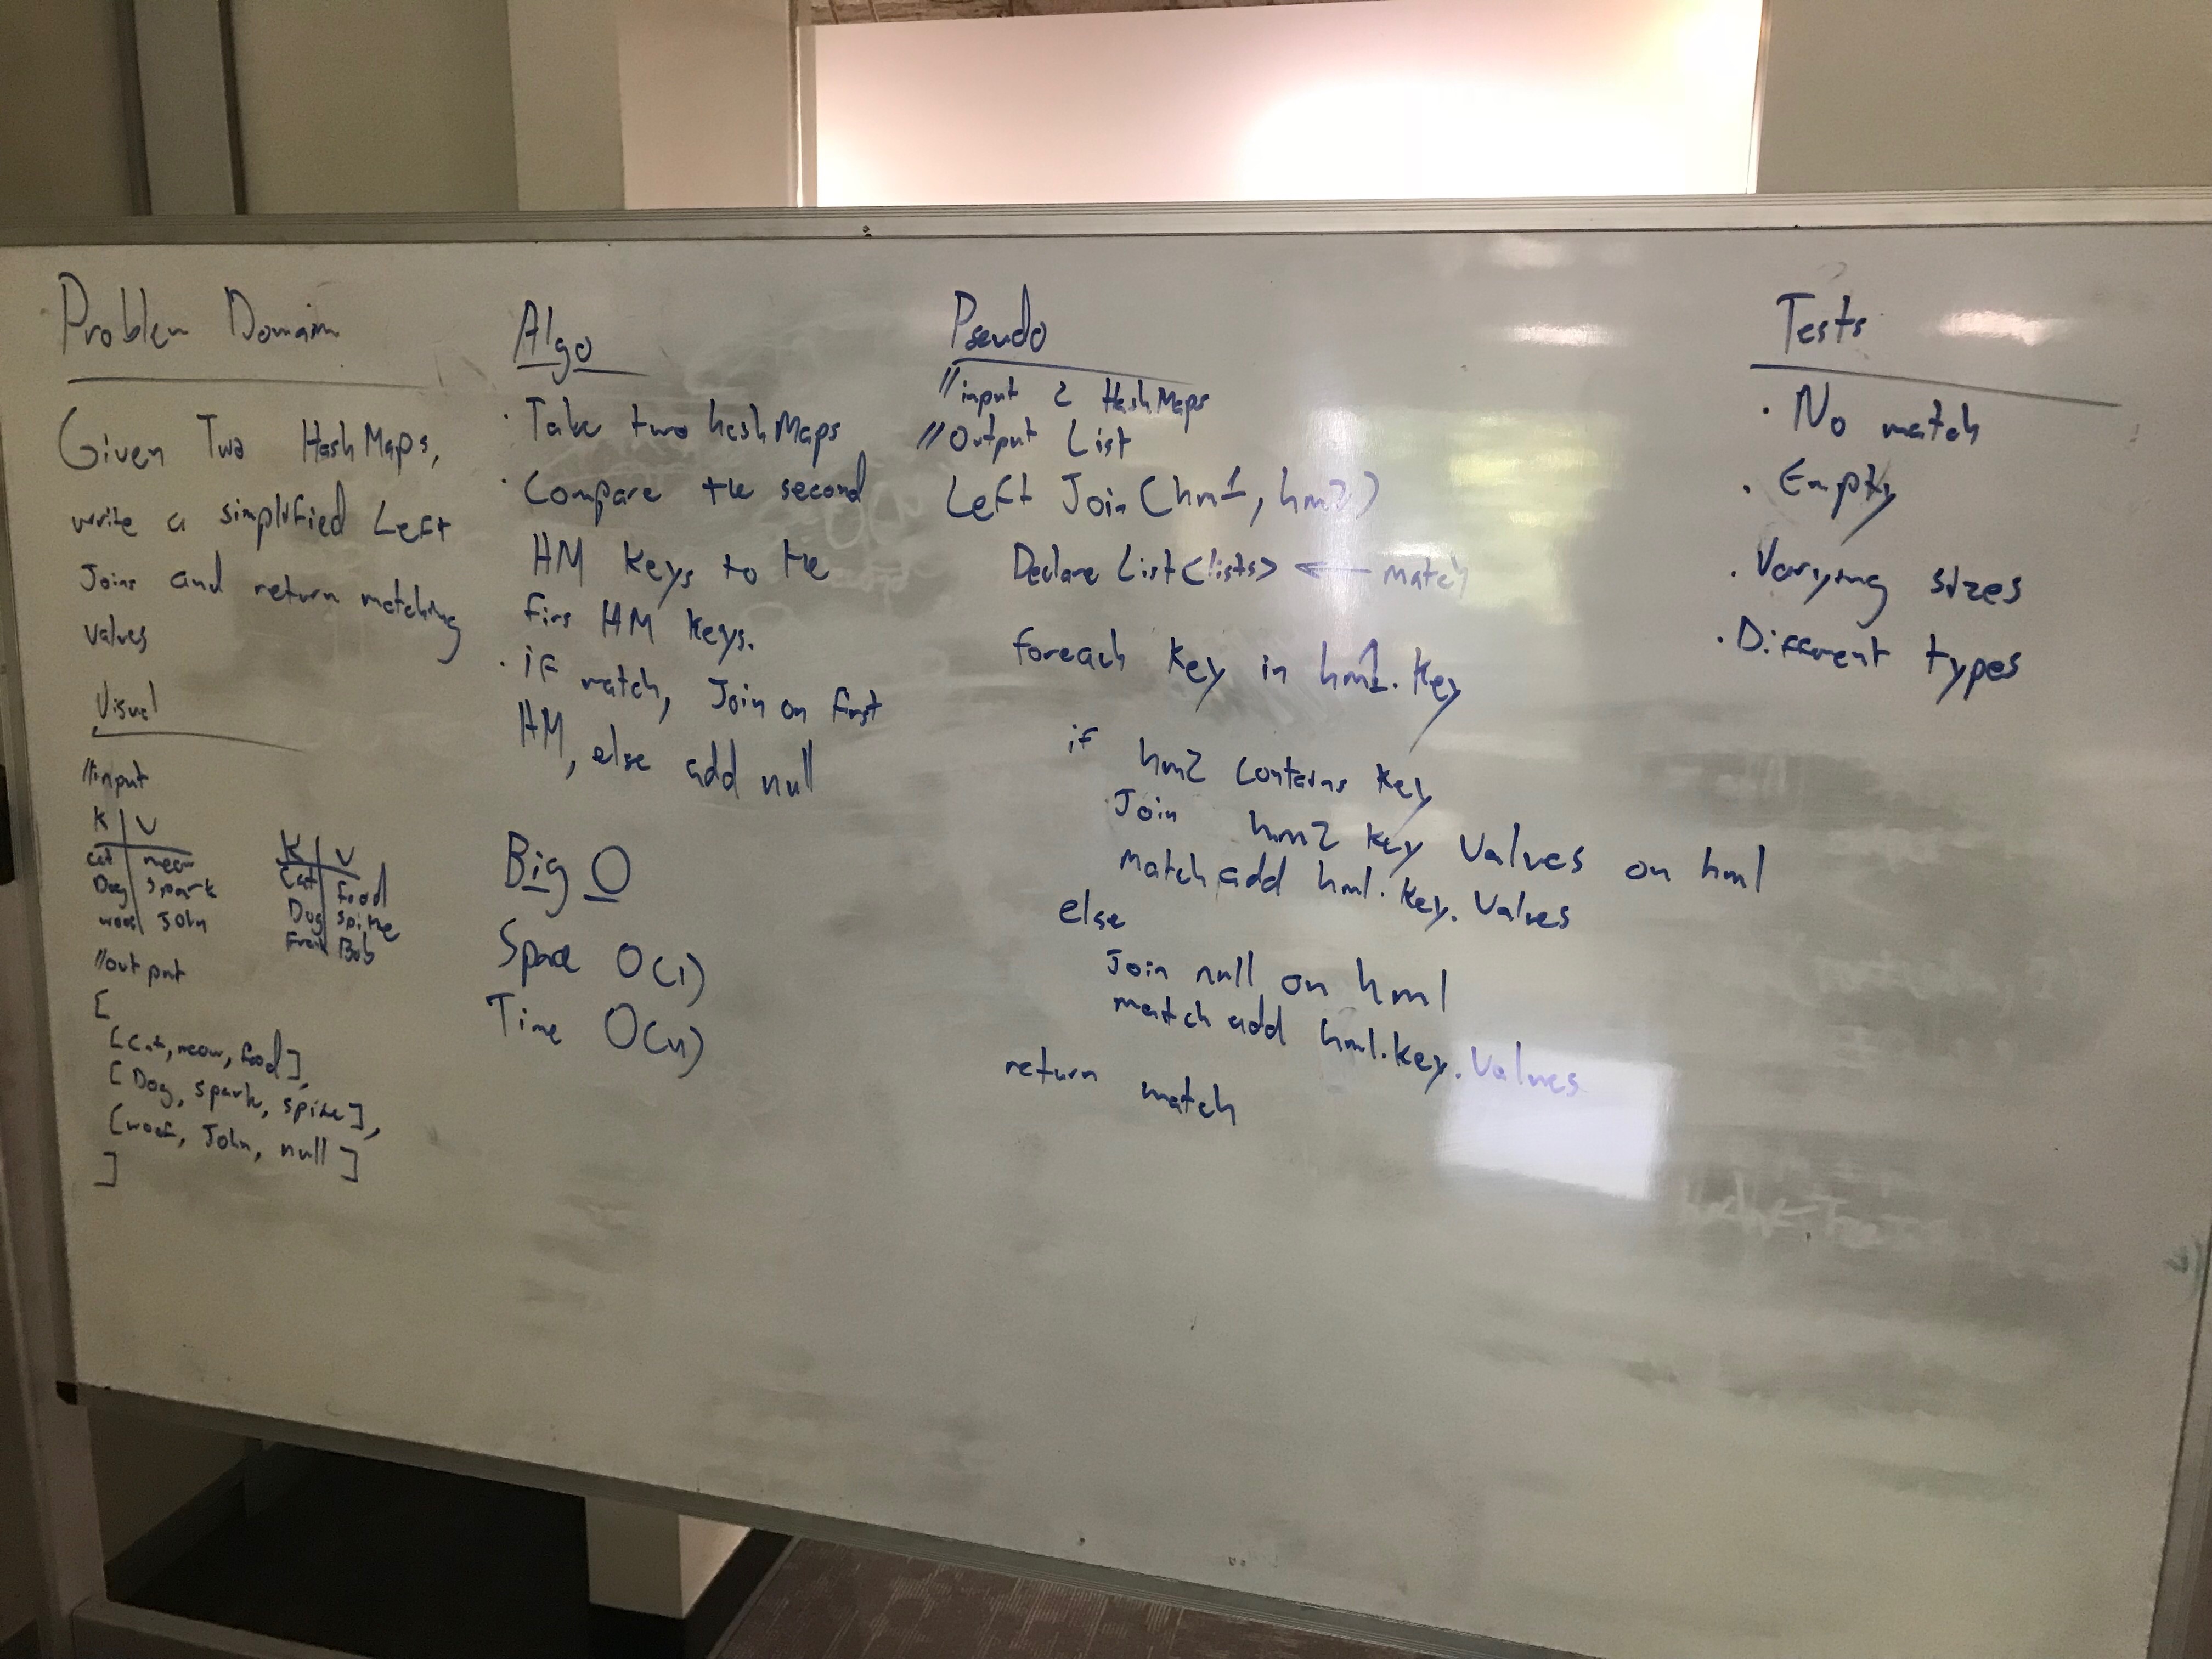 Problem Domain
Given Two HashMaps,
write a simplified Left
Joins and return matching
values
Visual
//input
K | V
cat | meow
Dog | spark
woof | John
K | V
Cat | food
Dog | spike
Bob
//output
[
[Cat, meow, food],
[Dog, spark, spike],
[woof, John, null]
]
Algo
· Take two hashMaps
· Compare the second
HM keys to the
firs HM keys.
· if match, Join on first
HM, else add null
Big O
Space O(1)
Time O(n)
Pseudo
//input 2 HashMaps
//Output List
Left Join(hm1, hm2)
Declare List<lists> <— match
foreach key in hm1.key
if hm2 contains key
Join hm2 key values on hm1
match add hm1.key.values
else
Join null on hm1
match add hm1.key.values
return match
Tests
· No match
· Empty
· Varying sizes
· Different types